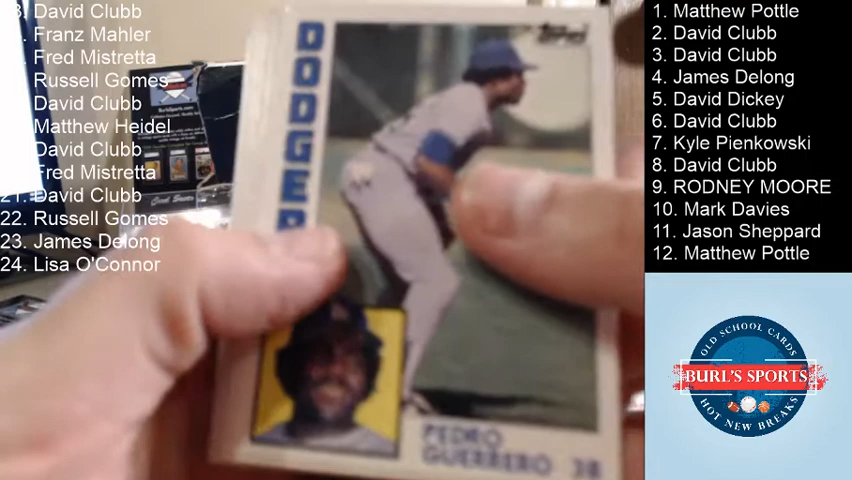 David Clubb
Franz Mahler
Fred Mistretta
Russell Gomes
David Clubb
Matthew Heidel
David Clubb
Fred Mistretta
21. David Clubb
22. Russell Gomes
23. James Delong
24. Lisa O'Connor
DODGER
Topps
PEDRO
GUERRERO 3B
1. Matthew Pottle
2. David Clubb
3. David Clubb
4. James Delong
5. David Dickey
6. David Clubb
7. Kyle Pienkowski
8. David Clubb
9. RODNEY MOORE
10. Mark Davies
11. Jason Sheppard
12. Matthew Pottle
OLD SCHOOL CARDS
BURL'S SPORTS
HOT NEW BREAKS